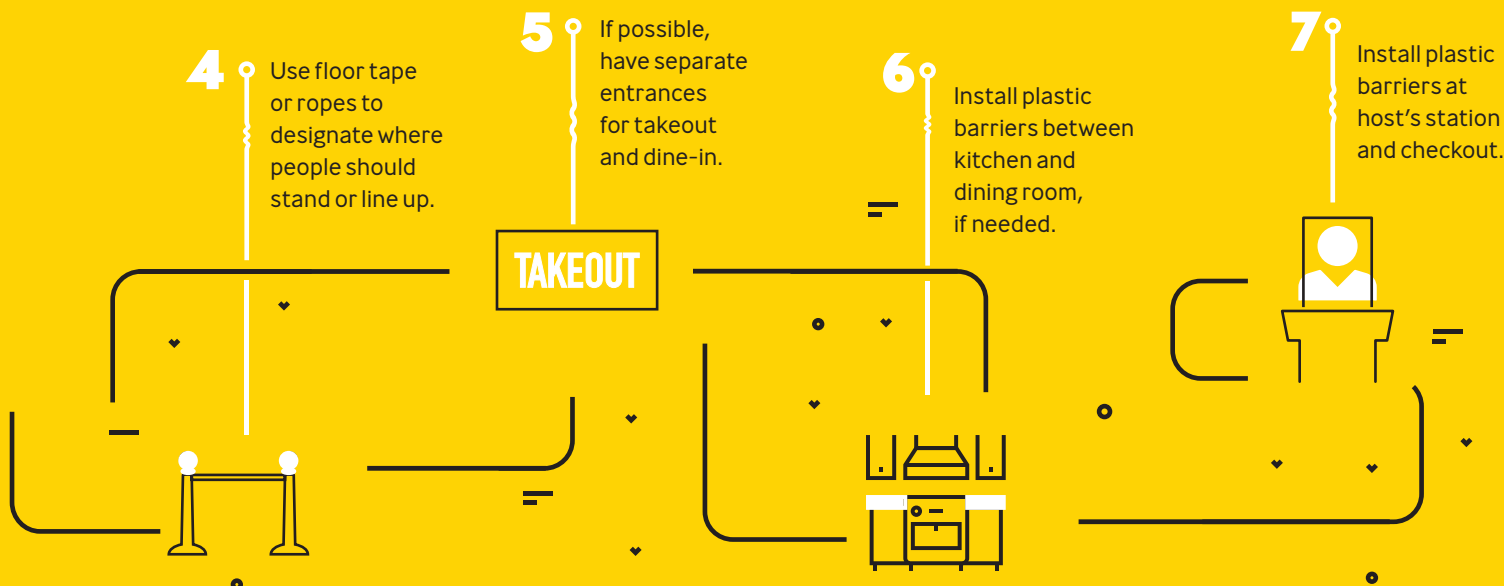 4
Use floor tape
or ropes to
designate where
people should
stand or line up.
5
If possible,
have separate
entrances
for takeout
and dine-in.
TAKEOUT
6
Install plastic
barriers between
kitchen and
dining room,
if needed.
7
Install plastic
barriers at
host's station
and checkout.